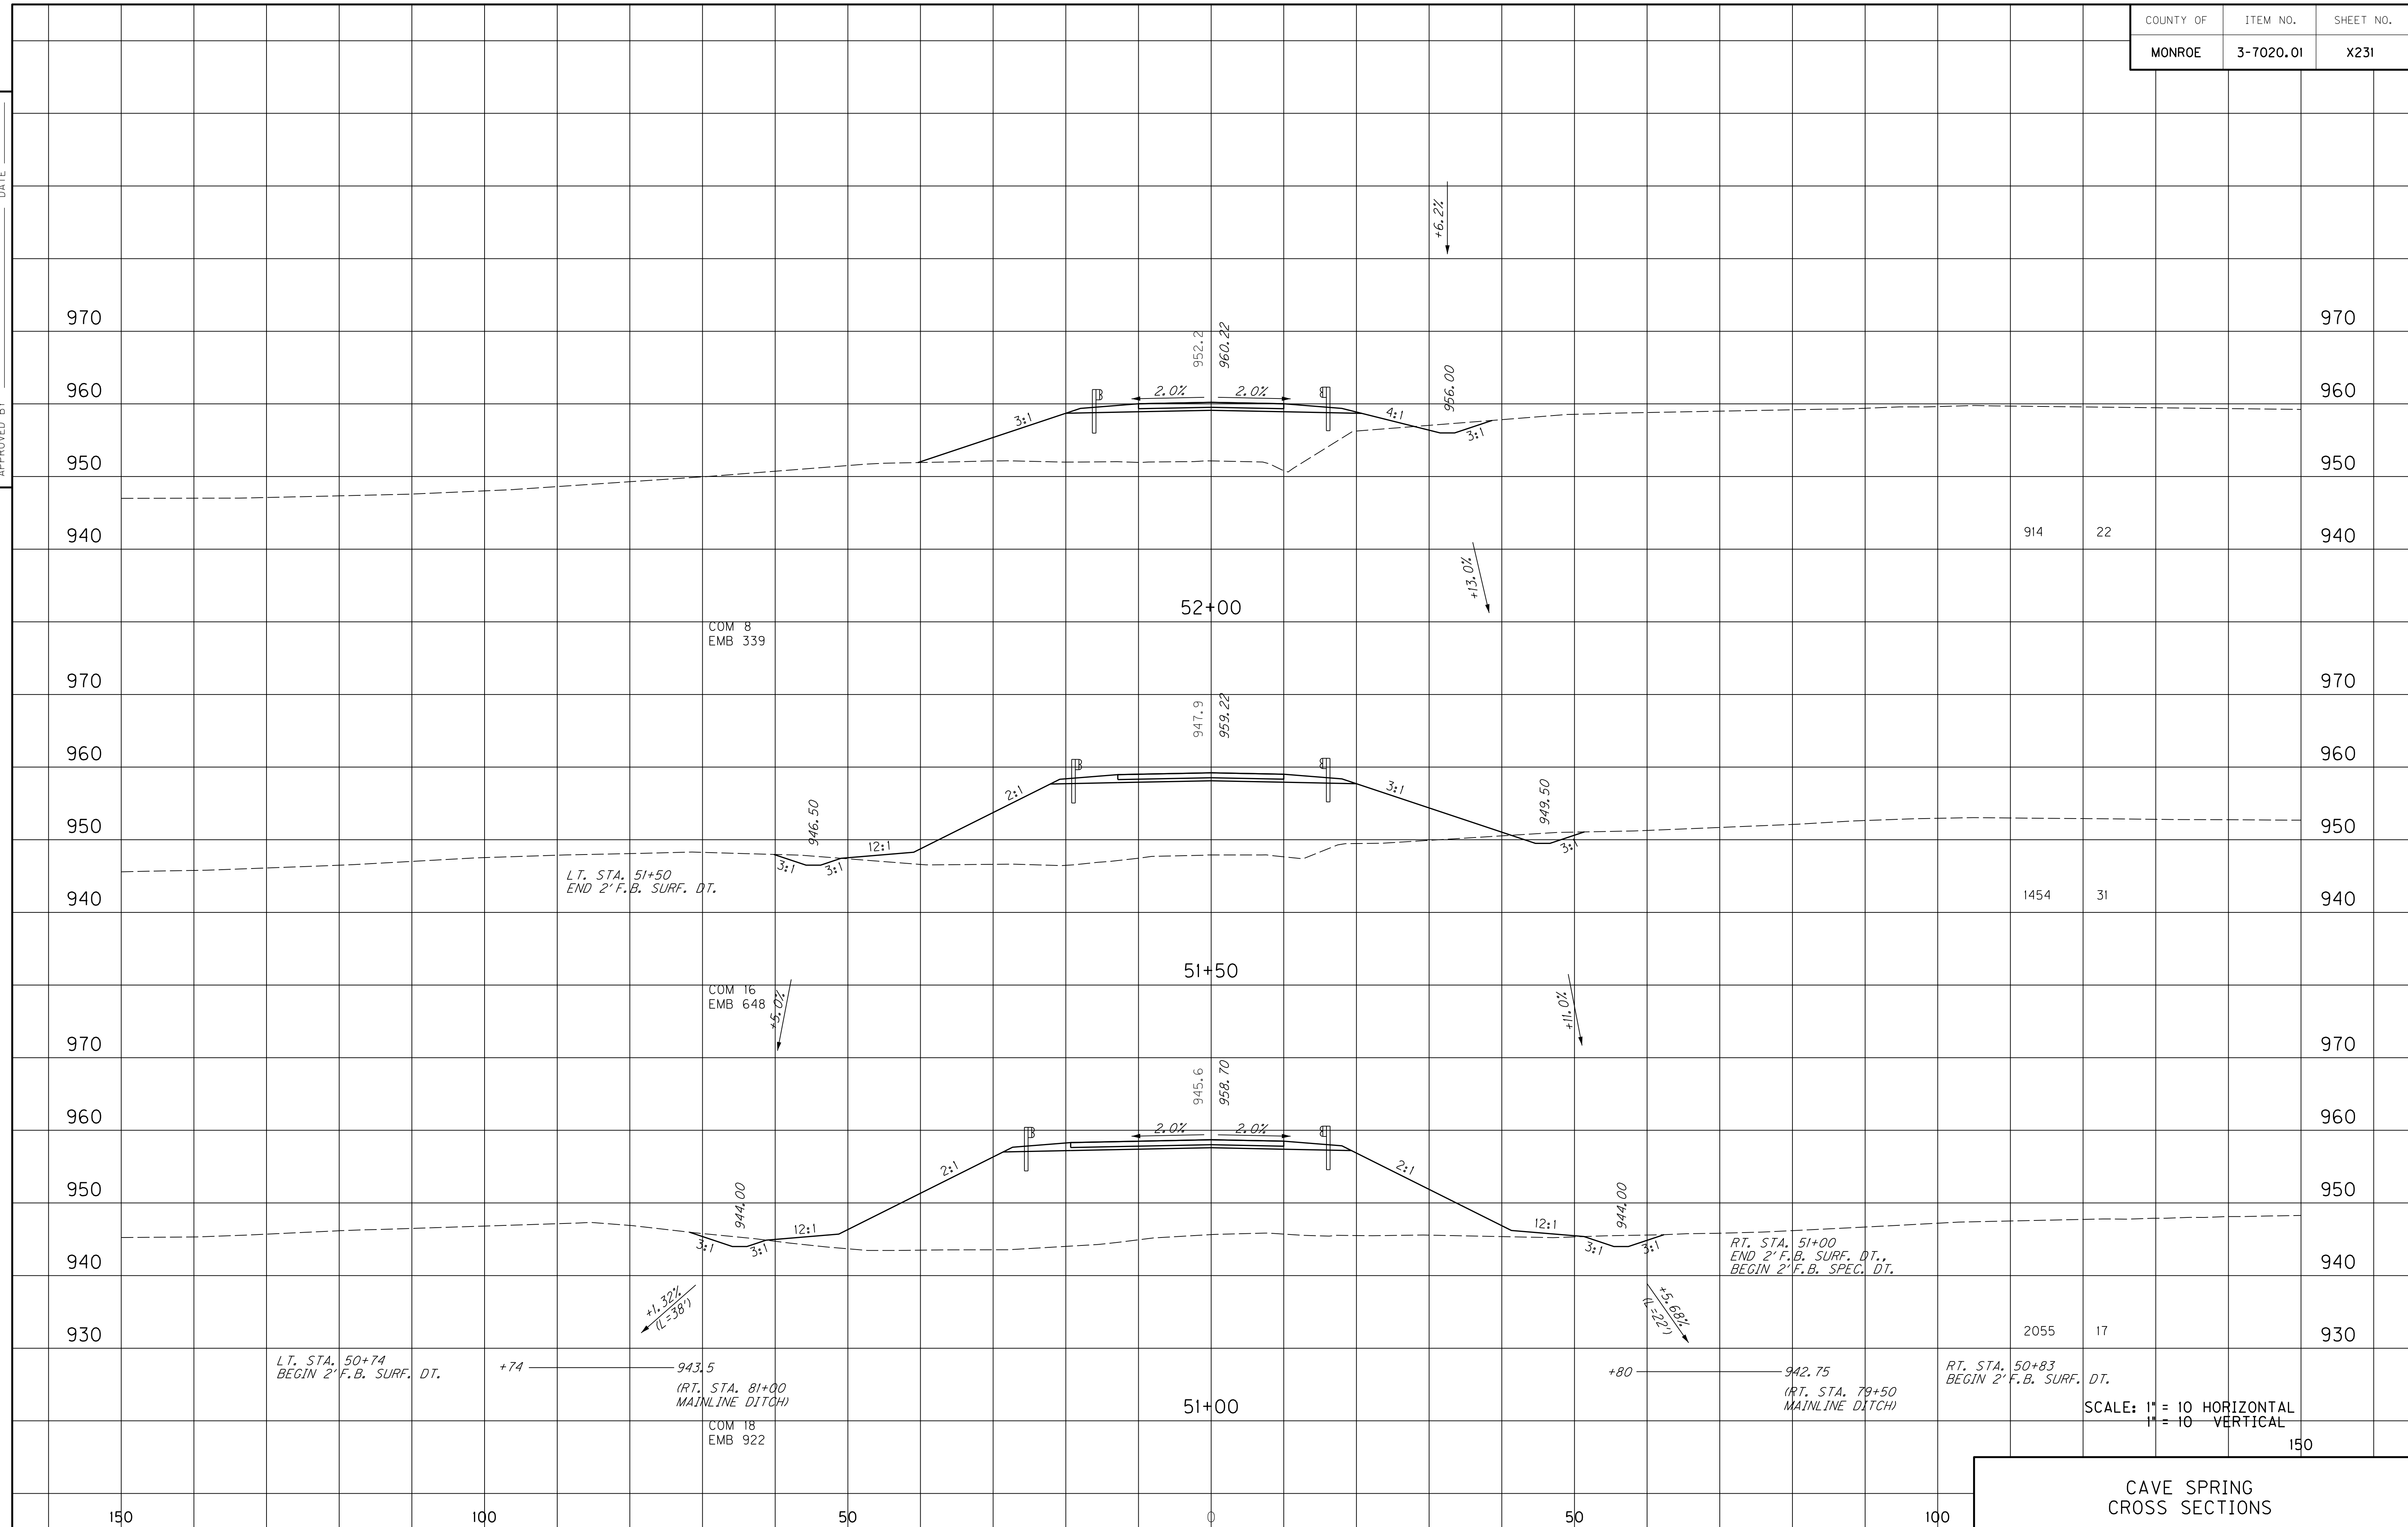 COUNTY OF ITEM NO. SHEET NO.
MONROE 3-7020.01 X231
DATE
APPROVED BY
+6.2%
970 970
952.2 960.22
956.00
960 2.0% 2.0% 960
3:1 4:1 3:1
950 950
940 914 22 940
+13.0%
52+00
COM 8
EMB 339
970 970
947.9 959.22
960 960
2:1 3:1
946.50 949.50
950 950
12:1
3:1 3:1 3:1
LT. STA. 51+50
END 2' F.B. SURF. DT.
940 1454 31 940
51+50
COM 16
EMB 648
+5.0% +11.0%
970 970
945.6 958.70
960 960
2.0% 2.0%
2:1 2:1
950 944.00 944.00 950
12:1 12:1
3:1 3:1 3:1 3:1
RT. STA. 51+00
END 2' F.B. SURF. DT.,
BEGIN 2' F.B. SPEC. DT.
940 940
+1.32%
(L=38')
+5.68%
(L=22')
930 2055 17 930
LT. STA. 50+74
BEGIN 2' F.B. SURF. DT.
+74 943.5
(RT. STA. 81+00
MAINLINE DITCH)
+80 942.75
(RT. STA. 79+50
MAINLINE DITCH)
RT. STA. 50+83
BEGIN 2' F.B. SURF. DT.
51+00
COM 18
EMB 922
SCALE: 1" = 10 HORIZONTAL
1" = 10 VERTICAL
150
CAVE SPRING
CROSS SECTIONS
150 100 50 0 50 100